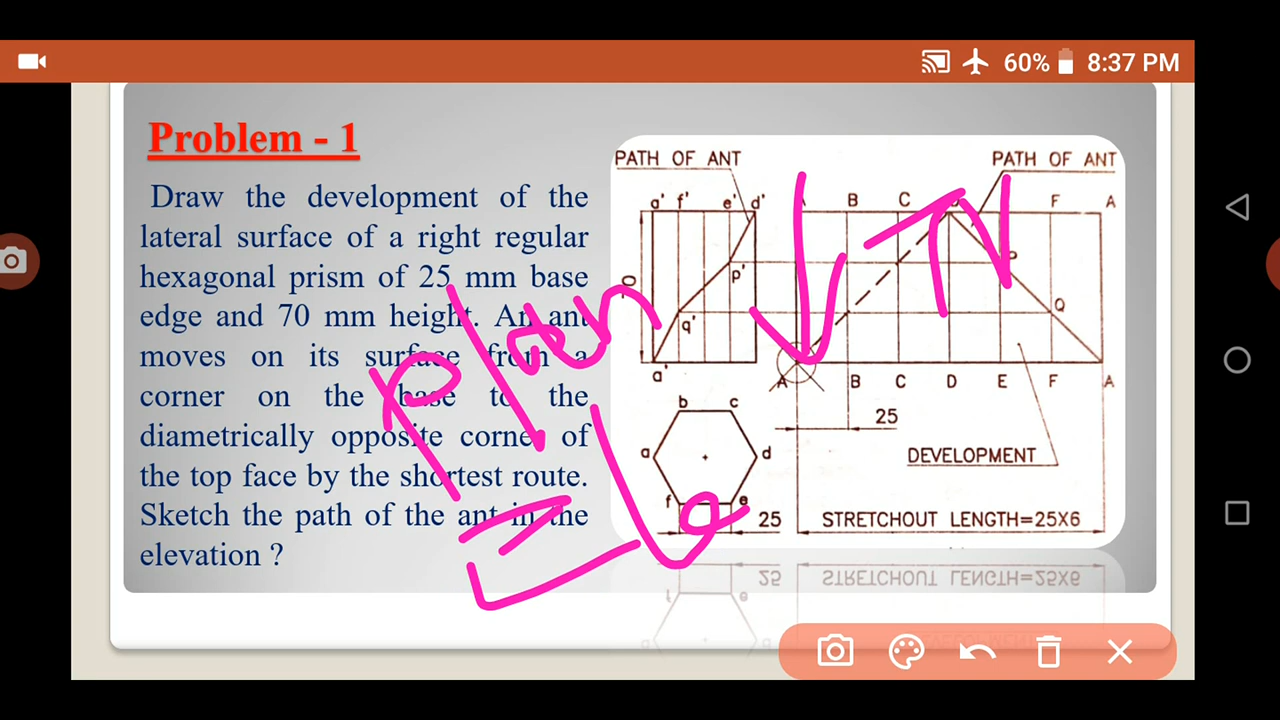 60% 8:37 PM
Problem - 1
Draw the development of the
lateral surface of a right regular
hexagonal prism of 25 mm base
edge and 70 mm height. An ant
moves on its surface from a
corner on the base to the
diametrically opposite corner of
the top face by the shortest route.
Sketch the path of the ant in the
elevation ?
PATH OF ANT
PATH OF ANT
a' f' e' d'
B C F A
p'
P
q'
Q
a'
A B C D E F A
25
b c
a d
f e
25
DEVELOPMENT
STRETCHOUT LENGTH=25X6
Plan